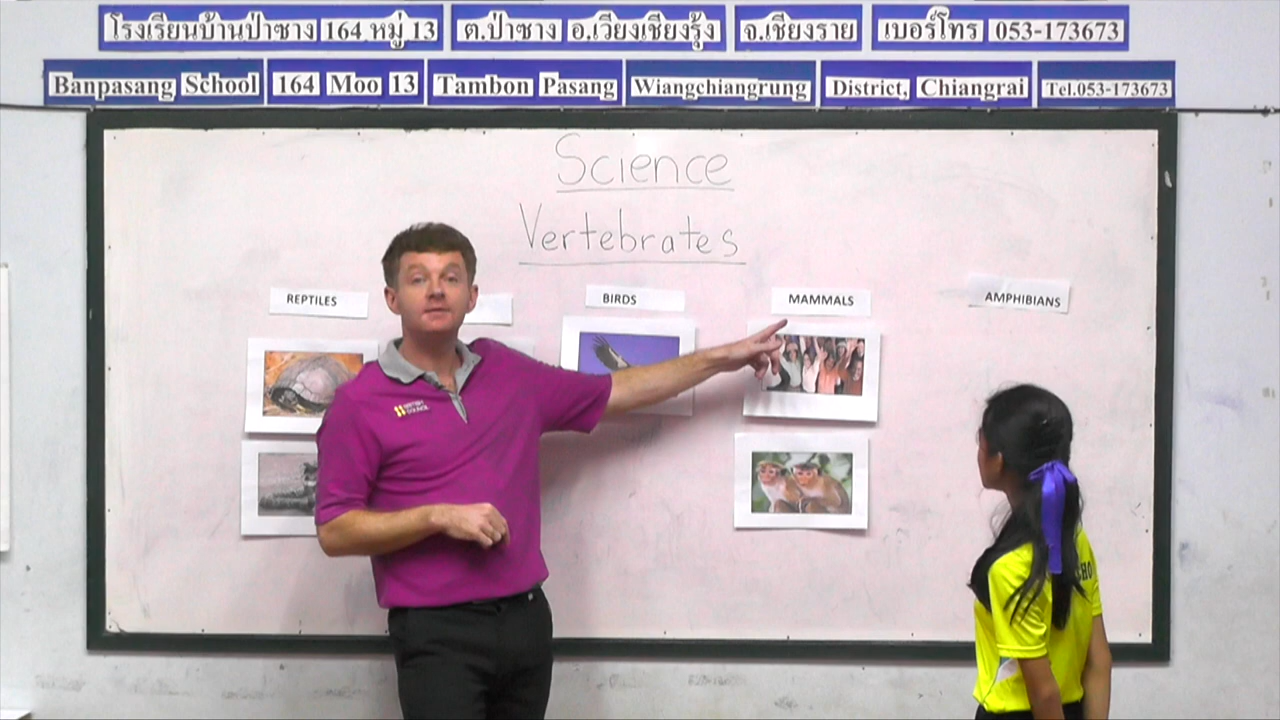 โรงเรียนบ้านป่าซาง 164 หมู่ 13 ต.ป่าซาง อ.เวียงเชียงรุ้ง จ.เชียงราย เบอร์โทร 053-173673
Banpasang School 164 Moo 13 Tambon Pasang Wiangchiangrung District, Chiangrai Tel.053-173673
Science
Vertebrates
REPTILES BIRDS MAMMALS AMPHIBIANS
BRITISH
COUNCIL